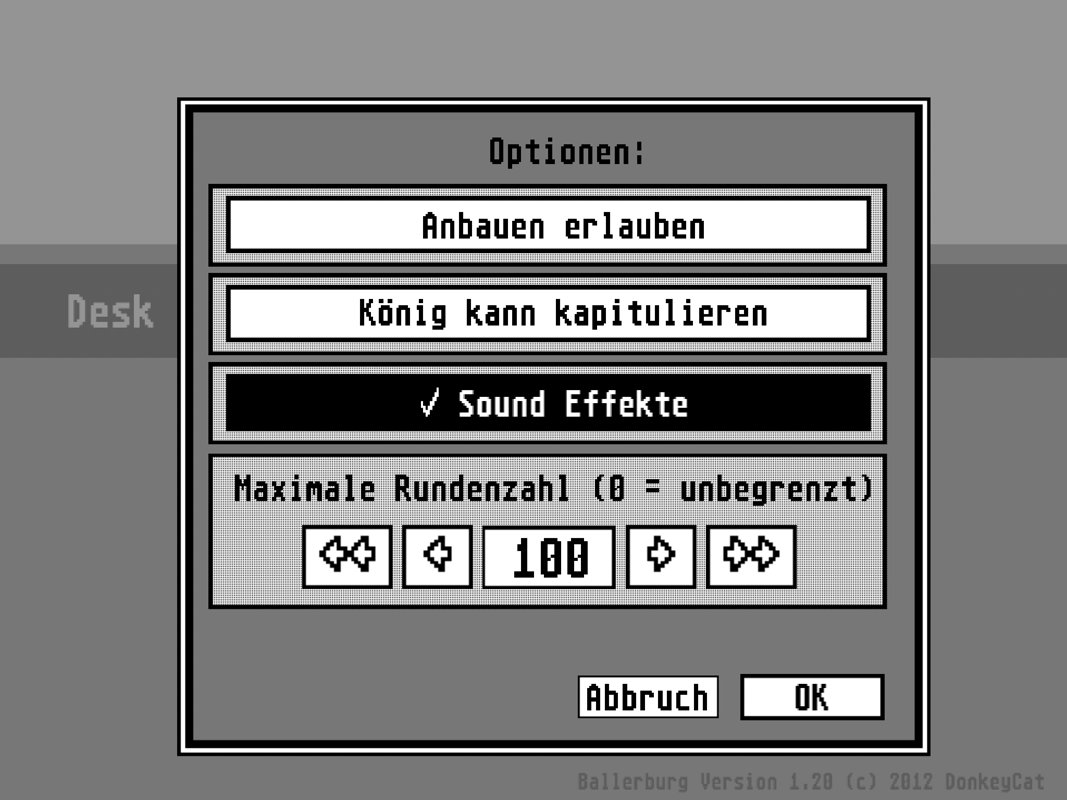 Optionen:
Anbauen erlauben
König kann kapitulieren
Desk
✓ Sound Effekte
Maximale Rundenzahl (0 = unbegrenzt)
100
Abbruch OK
Ballerburg Version 1.20 (c) 2012 DonkeyCat